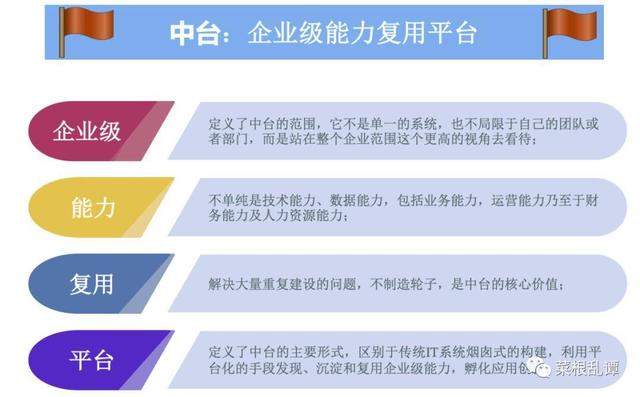 中台：企业级能力复用平台
企业级
定义了中台的范围，它不是单一的系统，也不局限于自己的团队或
者部门，而是站在整个企业范围这个更高的视角去看待；
能力
不单纯是技术能力、数据能力，包括业务能力，运营能力乃至于财
务能力及人力资源能力；
复用
解决大量重复建设的问题，不制造轮子，是中台的核心价值；
平台
定义了中台的主要形式，区别于传统IT系统烟囱式的构建，利用平
台化的手段发现、沉淀和复用企业级能力，孵化应用创
菜根乱谭